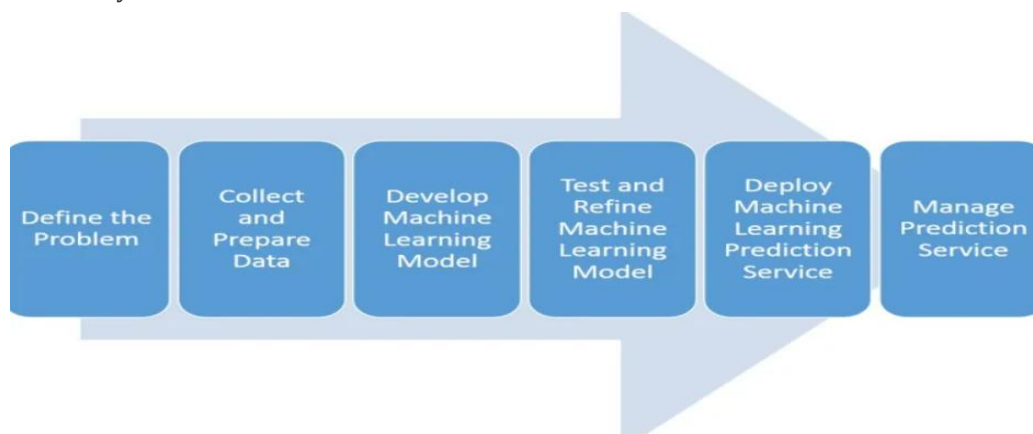 Define the
Problem
Collect
and
Prepare
Data
Develop
Machine
Learning
Model
Test and
Refine
Machine
Learning
Model
Deploy
Machine
Learning
Prediction
Service
Manage
Prediction
Service